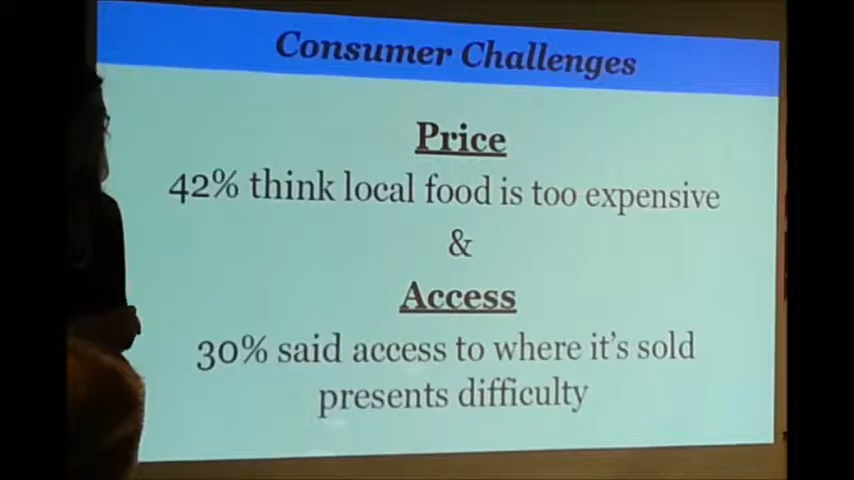 Consumer Challenges
Price
42% think local food is too expensive
&
Access
30% said access to where it's sold
presents difficulty